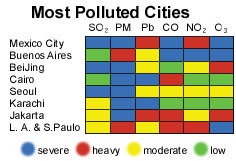 Most Polluted Cities
SO₂ PM Pb CO NO₂ O₃
Mexico City
Buenos Aires
BeiJing
Cairo
Seoul
Karachi
Jakarta
L. A. & S.Paulo
severe heavy moderate low